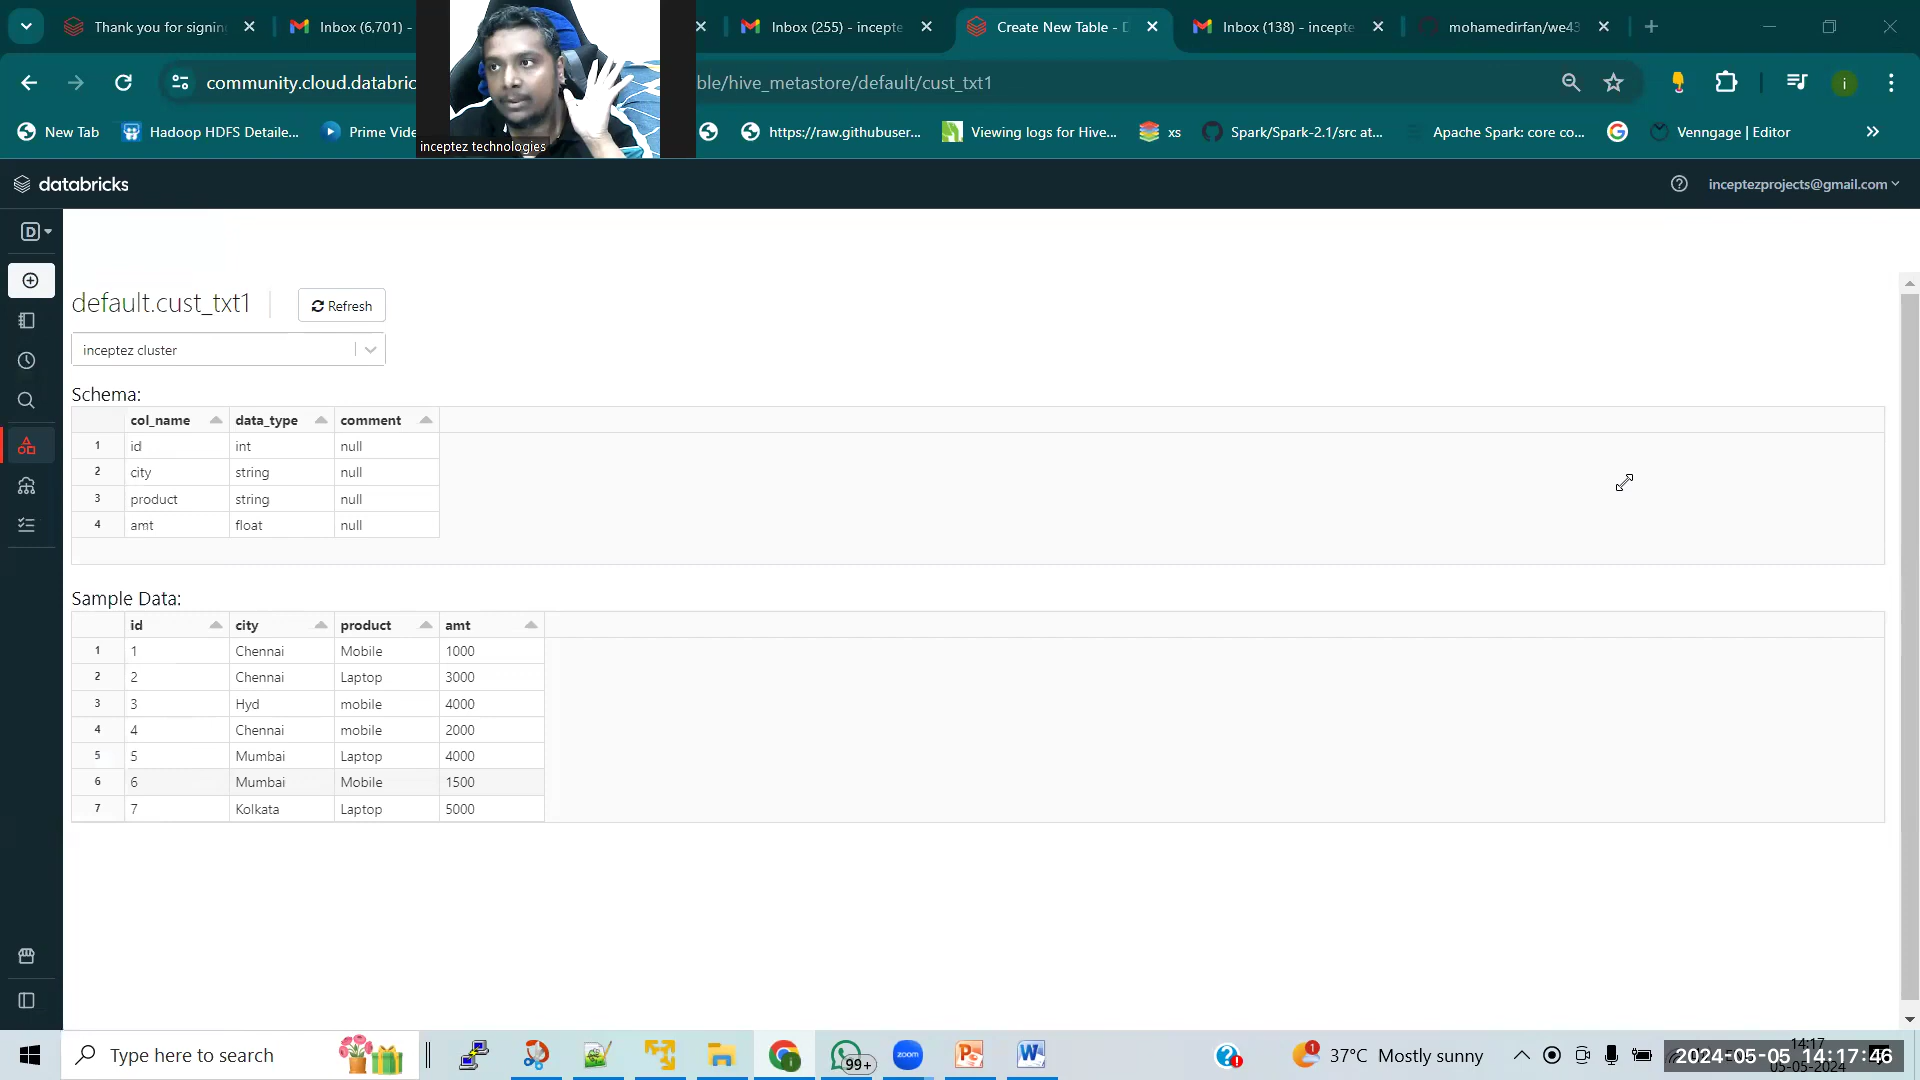 Thank you for signin
Inbox (6,701) -
Inbox (255) - incepte
Create New Table - D
Inbox (138) - incepte
mohamedirfan/we43
community.cloud.databric
ble/hive_metastore/default/cust_txt1
i
New Tab
Hadoop HDFS Detaile...
Prime Vide
https://raw.githubuser...
Viewing logs for Hive...
xs
Spark/Spark-2.1/src at...
Apache Spark: core co...
Venngage | Editor
inceptez technologies
databricks
inceptezprojects@gmail.com
D
default.cust_txt1
Refresh
inceptez cluster
Schema:
col_name data_type comment
1 id int null
2 city string null
3 product string null
4 amt float null
Sample Data:
id city product amt
1 1 Chennai Mobile 1000
2 2 Chennai Laptop 3000
3 3 Hyd mobile 4000
4 4 Chennai mobile 2000
5 5 Mumbai Laptop 4000
6 6 Mumbai Mobile 1500
7 7 Kolkata Laptop 5000
Type here to search
99+
zoom
1
37°C Mostly sunny
14:17
2024-05-05 14:17:46
05-05-2024